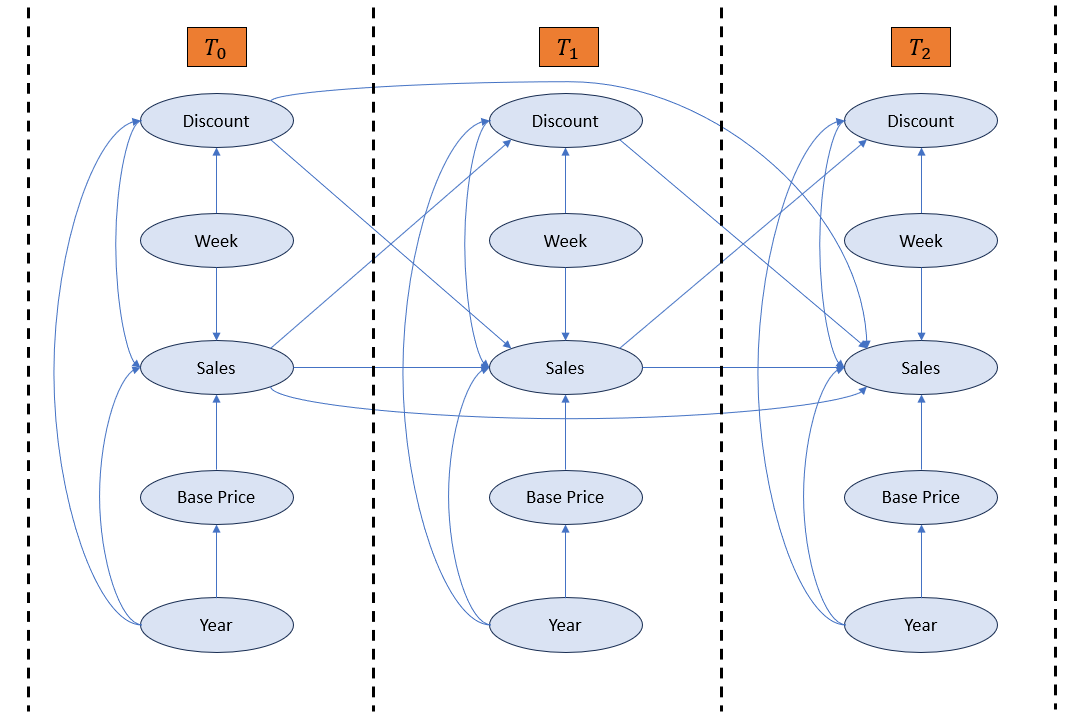 T₀ T₁ T₂
Discount Discount Discount
Week Week Week
Sales Sales Sales
Base Price Base Price Base Price
Year Year Year